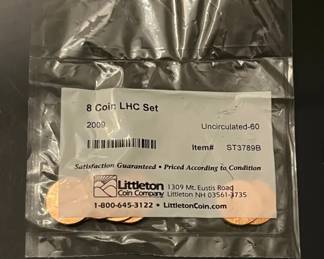 8 Coin LHC Set
2009 Uncirculated-60
Item# ST3789B
Satisfaction Guaranteed • Priced According to Condition
Littleton 1309 Mt. Eustis Road
Coin Company Littleton NH 03561-3735
1-800-645-3122 • LittletonCoin.com